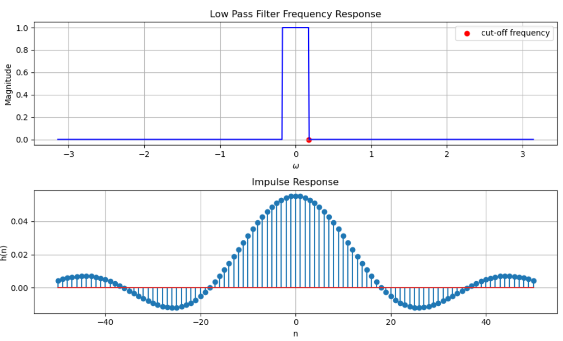 Low Pass Filter Frequency Response
1.0
0.8
0.6
0.4
0.2
0.0
Magnitude
cut-off frequency
−3 −2 −1 0 1 2 3
ω
Impulse Response
0.04
0.02
0.00
h(n)
−40 −20 0 20 40
n